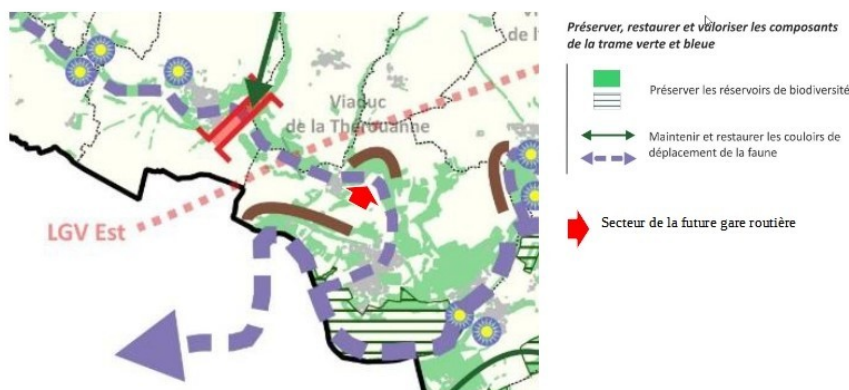 Viaduc
de la Thérouanne
LGV Est
Préserver, restaurer et valoriser les composants
de la trame verte et bleue
Préserver les réservoirs de biodiversité
Maintenir et restaurer les couloirs de
déplacement de la faune
Secteur de la future gare routière